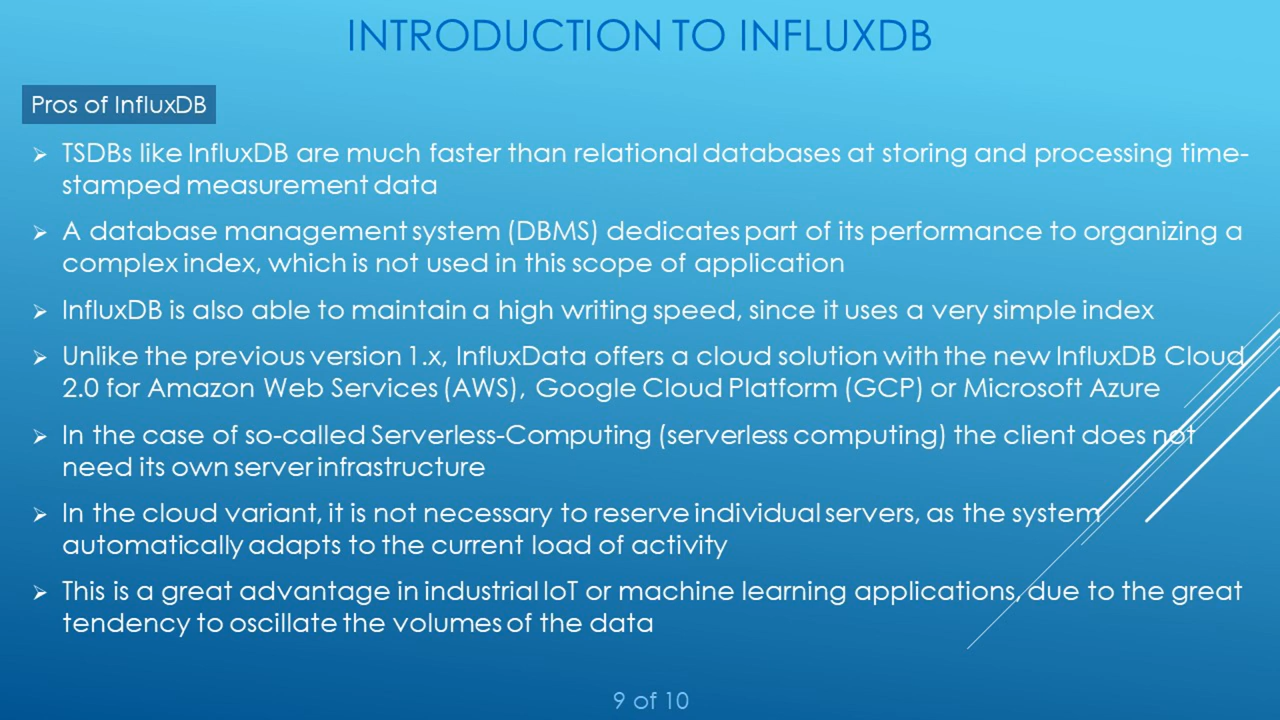 INTRODUCTION TO INFLUXDB
Pros of InfluxDB
➢ TSDBs like InfluxDB are much faster than relational databases at storing and processing time-
stamped measurement data
➢ A database management system (DBMS) dedicates part of its performance to organizing a
complex index, which is not used in this scope of application
➢ InfluxDB is also able to maintain a high writing speed, since it uses a very simple index
➢ Unlike the previous version 1.x, InfluxData offers a cloud solution with the new InfluxDB Cloud
2.0 for Amazon Web Services (AWS), Google Cloud Platform (GCP) or Microsoft Azure
➢ In the case of so-called Serverless-Computing (serverless computing) the client does not
need its own server infrastructure
➢ In the cloud variant, it is not necessary to reserve individual servers, as the system
automatically adapts to the current load of activity
➢ This is a great advantage in industrial IoT or machine learning applications, due to the great
tendency to oscillate the volumes of the data
9 of 10